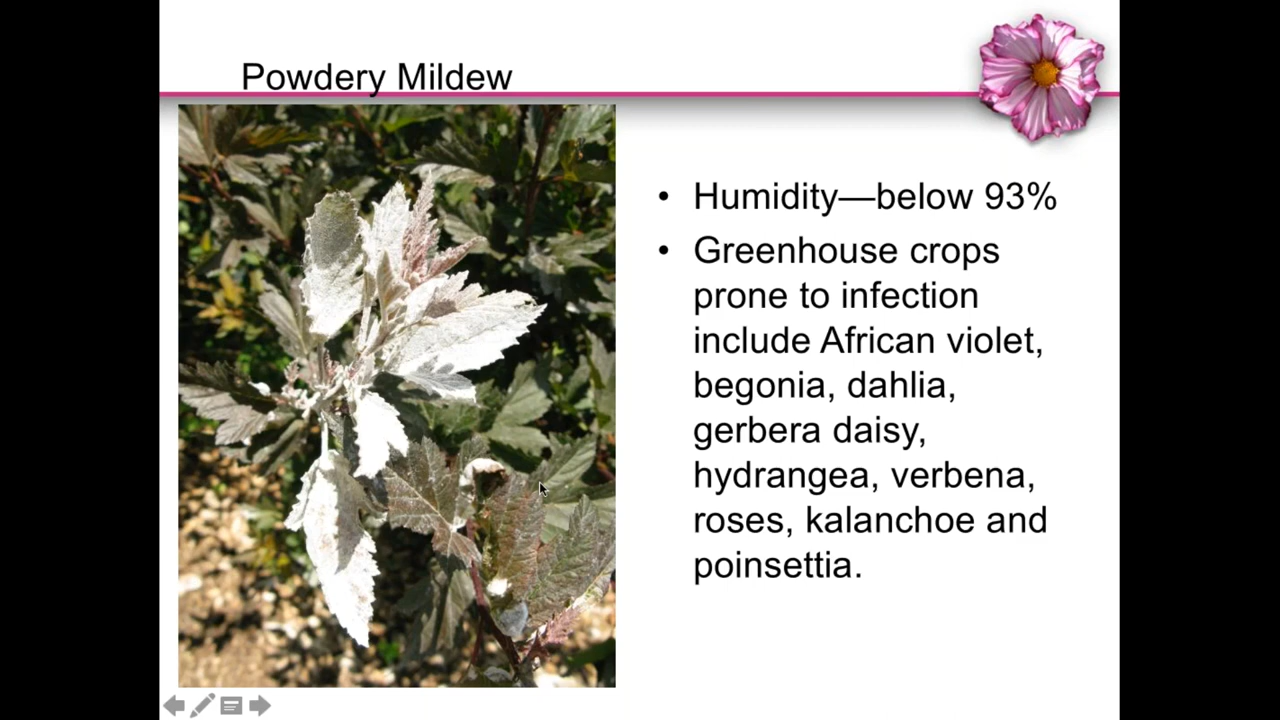 Powdery Mildew
• Humidity—below 93%
• Greenhouse crops
prone to infection
include African violet,
begonia, dahlia,
gerbera daisy,
hydrangea, verbena,
roses, kalanchoe and
poinsettia.